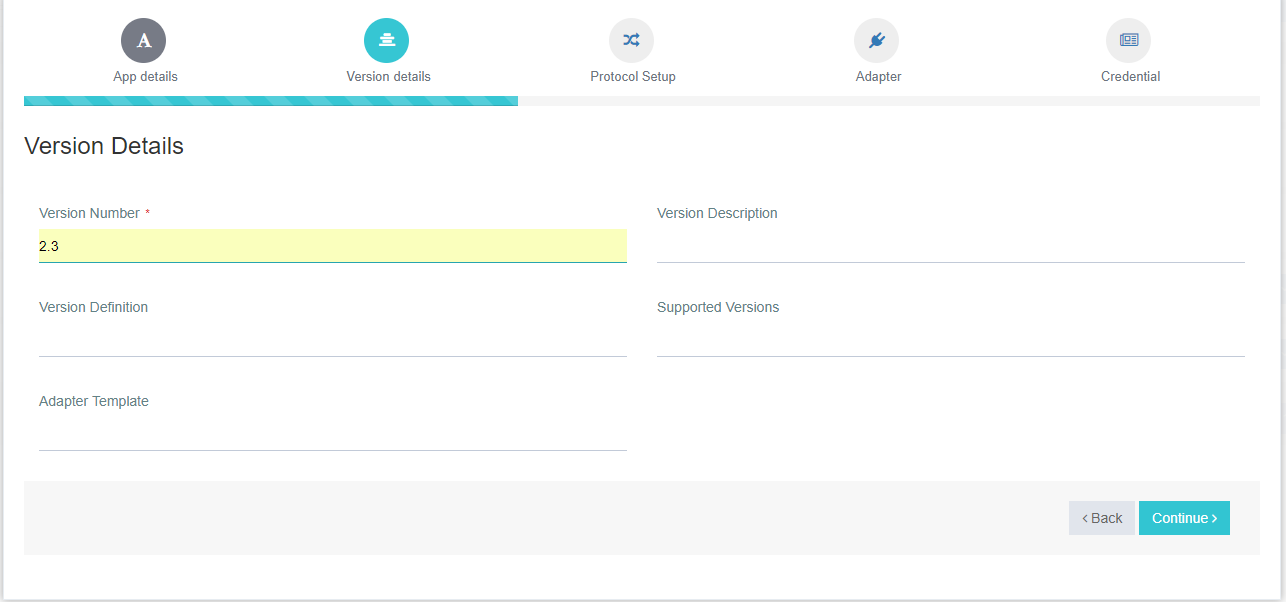 A
App details
Version details
Protocol Setup
Adapter
Credential
Version Details
Version Number *
Version Description
2.3
Version Definition
Supported Versions
Adapter Template
‹ Back
Continue ›